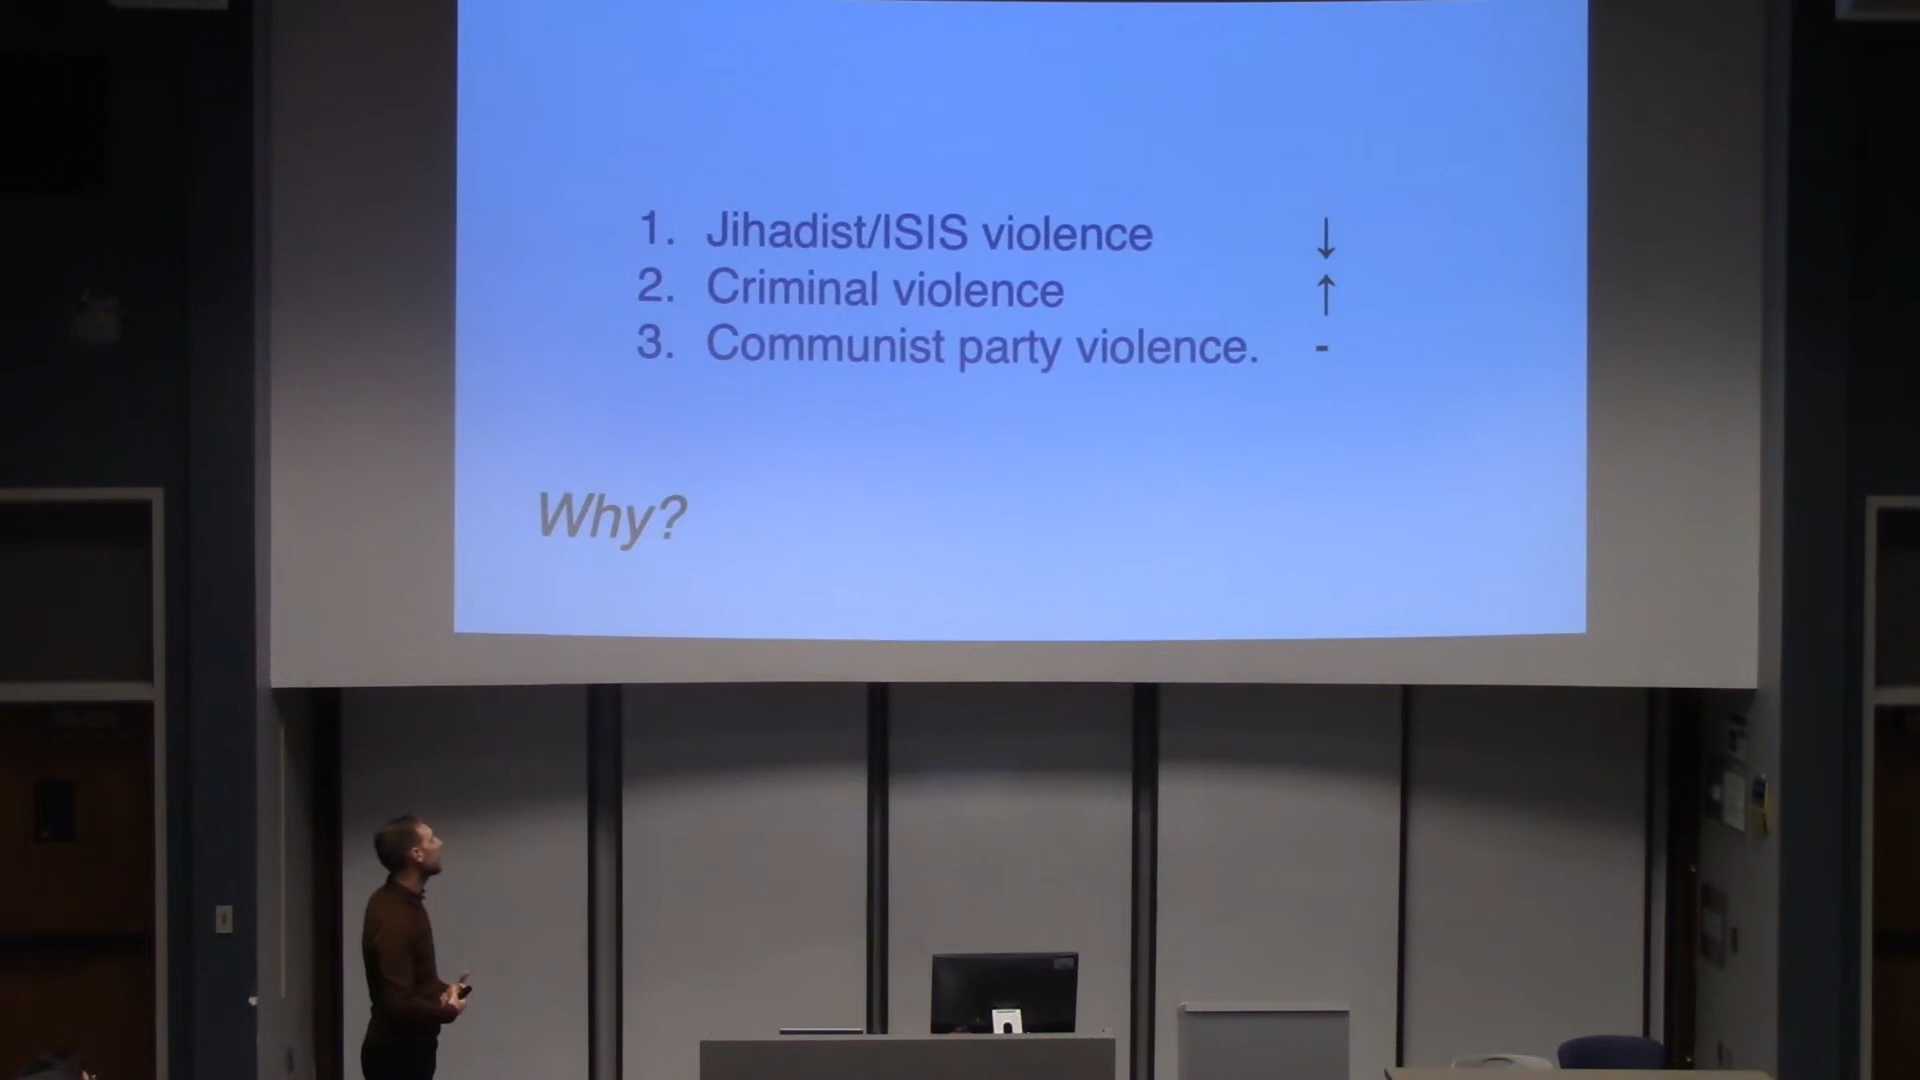 1. Jihadist/ISIS violence ↓
2. Criminal violence ↑
3. Communist party violence. -
Why?